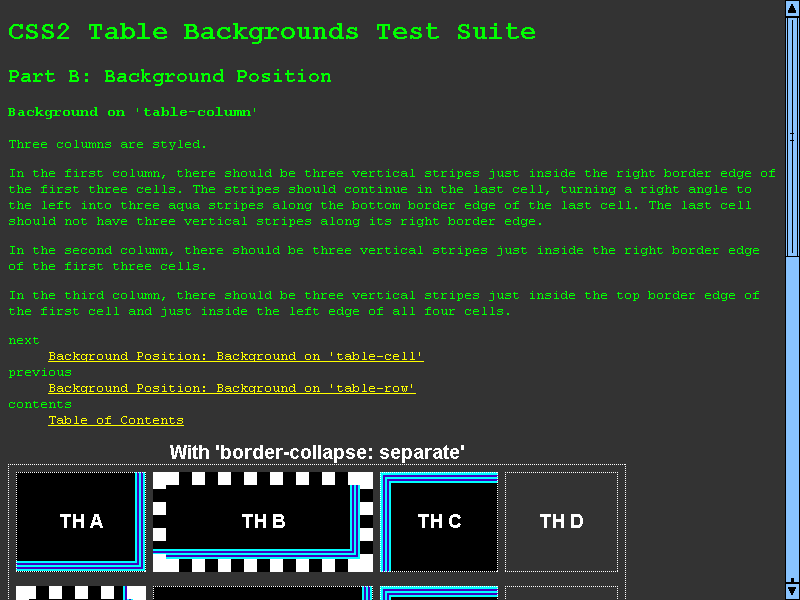 CSS2 Table Backgrounds Test Suite
Part B: Background Position
Background on 'table-column'
Three columns are styled.
In the first column, there should be three vertical stripes just inside the right border edge of
the first three cells. The stripes should continue in the last cell, turning a right angle to
the left into three aqua stripes along the bottom border edge of the last cell. The last cell
should not have three vertical stripes along its right border edge.
In the second column, there should be three vertical stripes just inside the right border edge
of the first three cells.
In the third column, there should be three vertical stripes just inside the top border edge of
the first cell and just inside the left edge of all four cells.
next
Background Position: Background on 'table-cell'
previous
Background Position: Background on 'table-row'
contents
Table of Contents
With 'border-collapse: separate'
TH A TH B TH C TH D